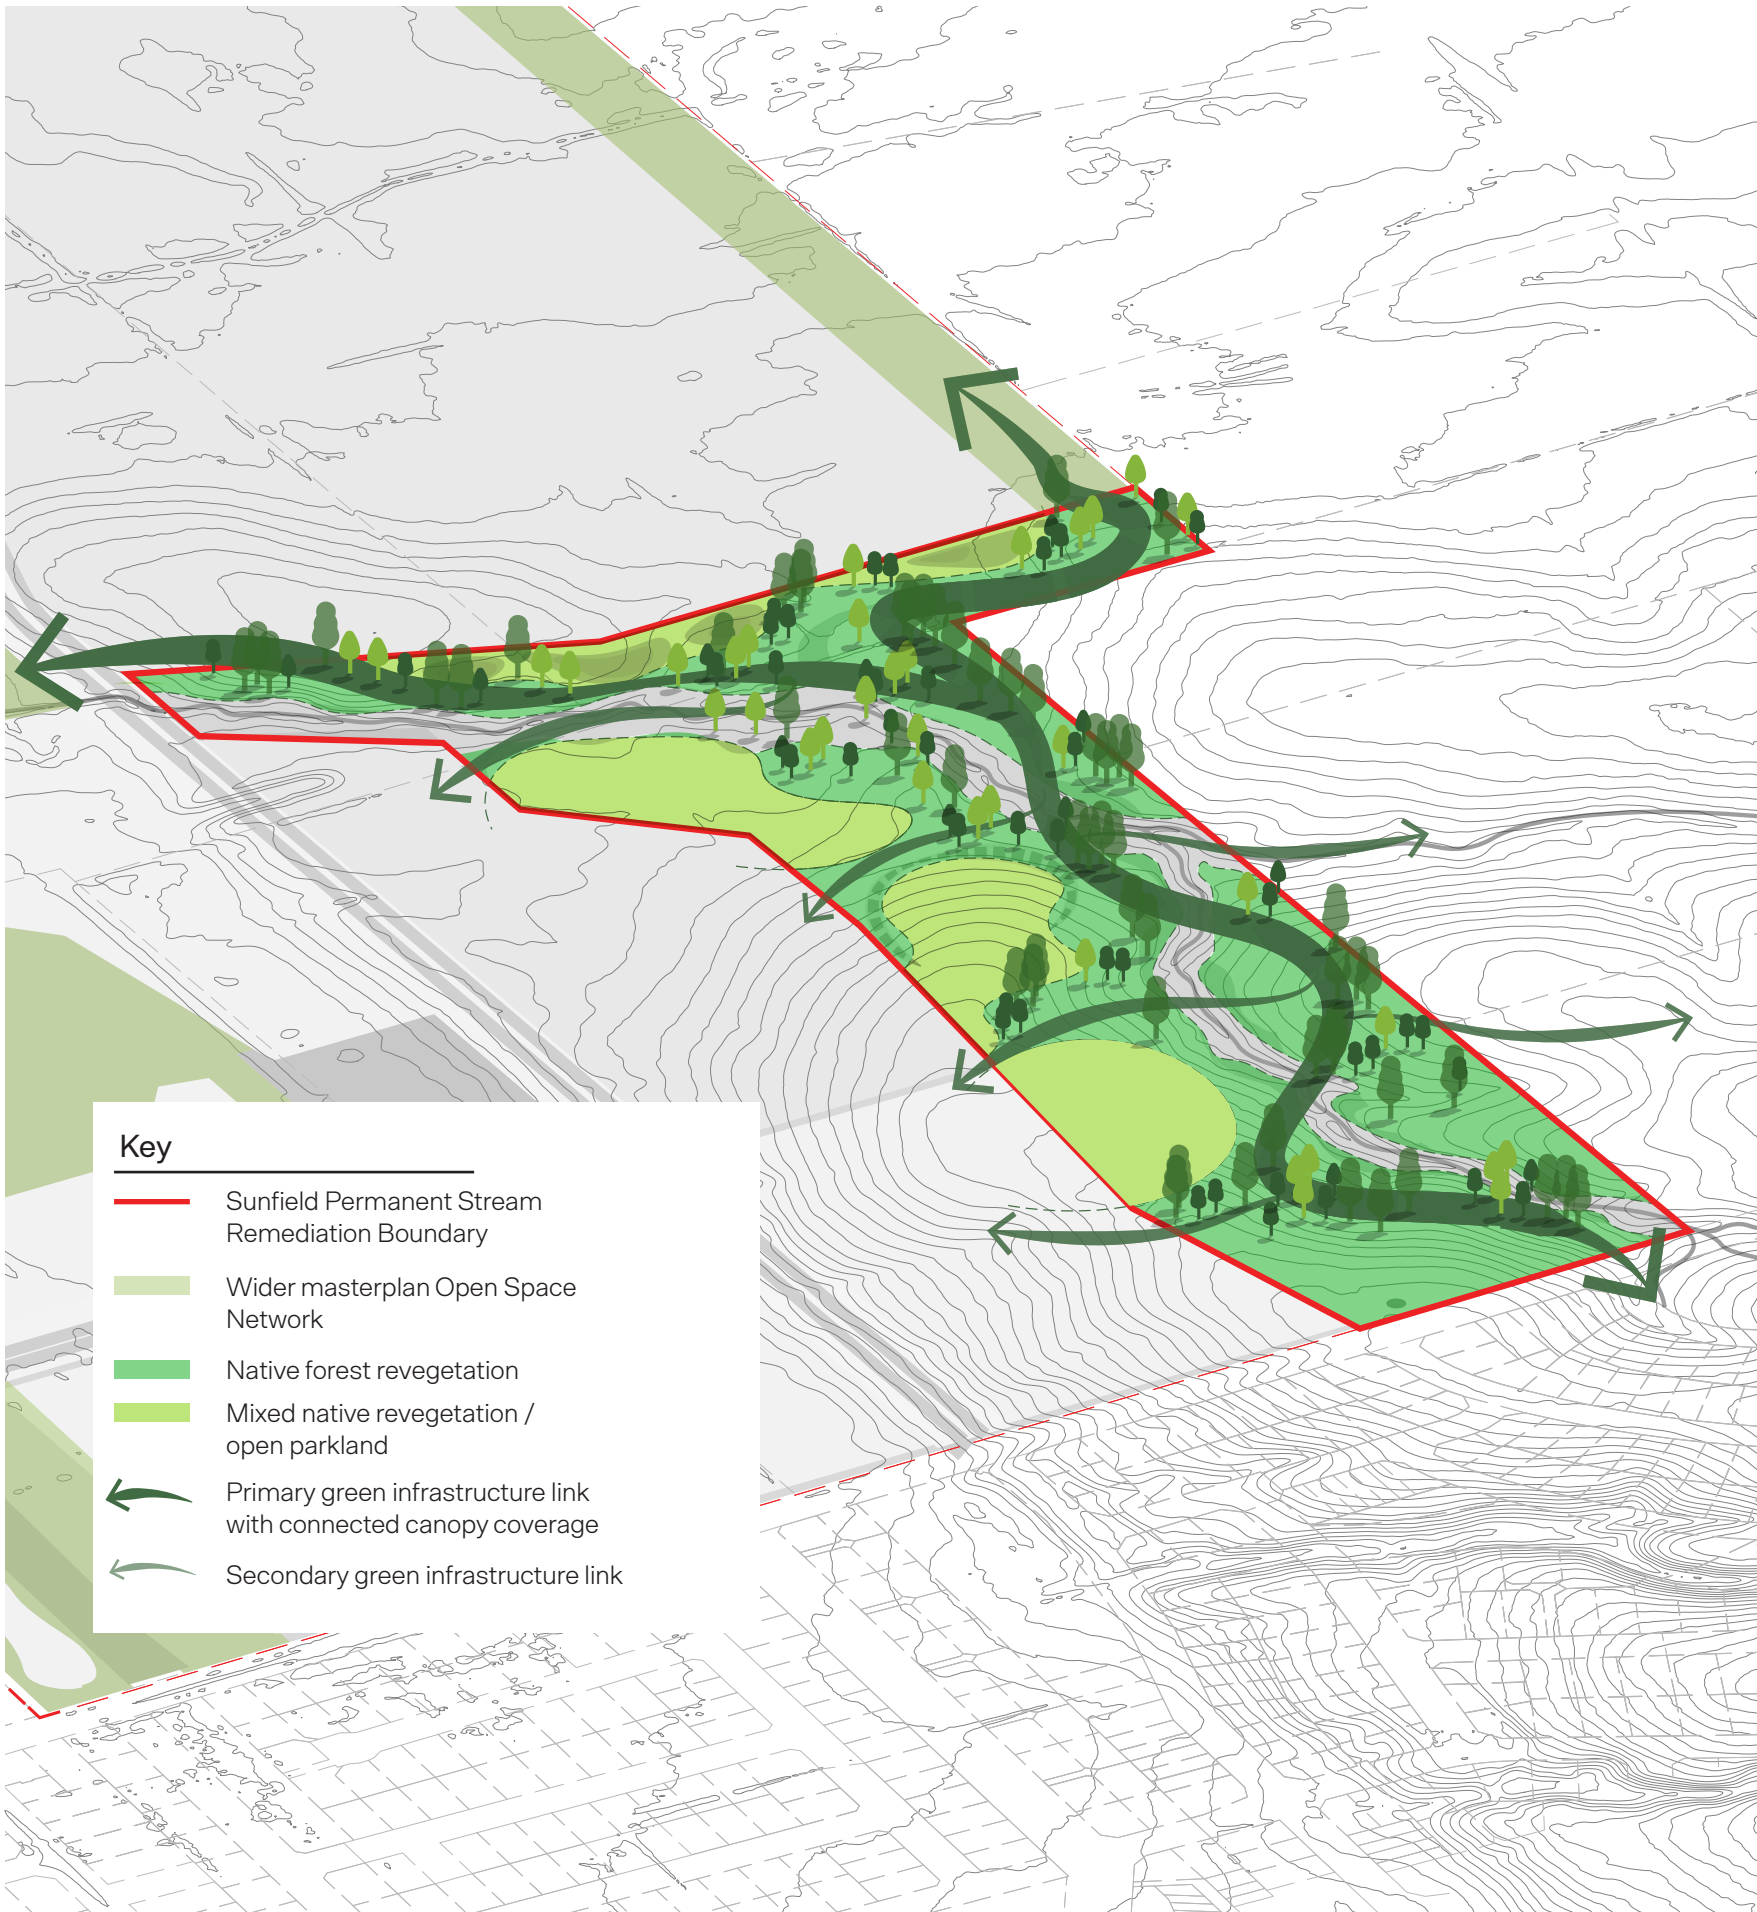 Key
Sunfield Permanent Stream
Remediation Boundary
Wider masterplan Open Space
Network
Native forest revegetation
Mixed native revegetation /
open parkland
Primary green infrastructure link
with connected canopy coverage
Secondary green infrastructure link